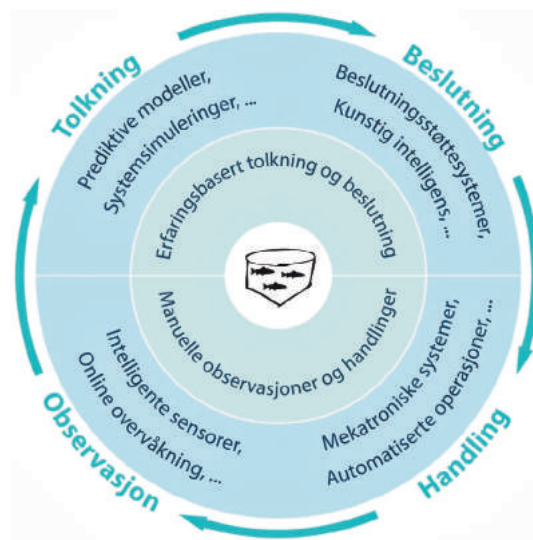 Tolkning
Prediktive modeller,
Systemsimuleringer, ...
Beslutning
Beslutningsstøttesystemer,
Kunstig intelligens, ...
Erfaringsbasert tolkning og beslutning
Manuelle observasjoner og handlinger
Intelligente sensorer,
Online overvåkning, ...
Observasjon
Mekatroniske systemer,
Automatiserte operasjoner, ...
Handling